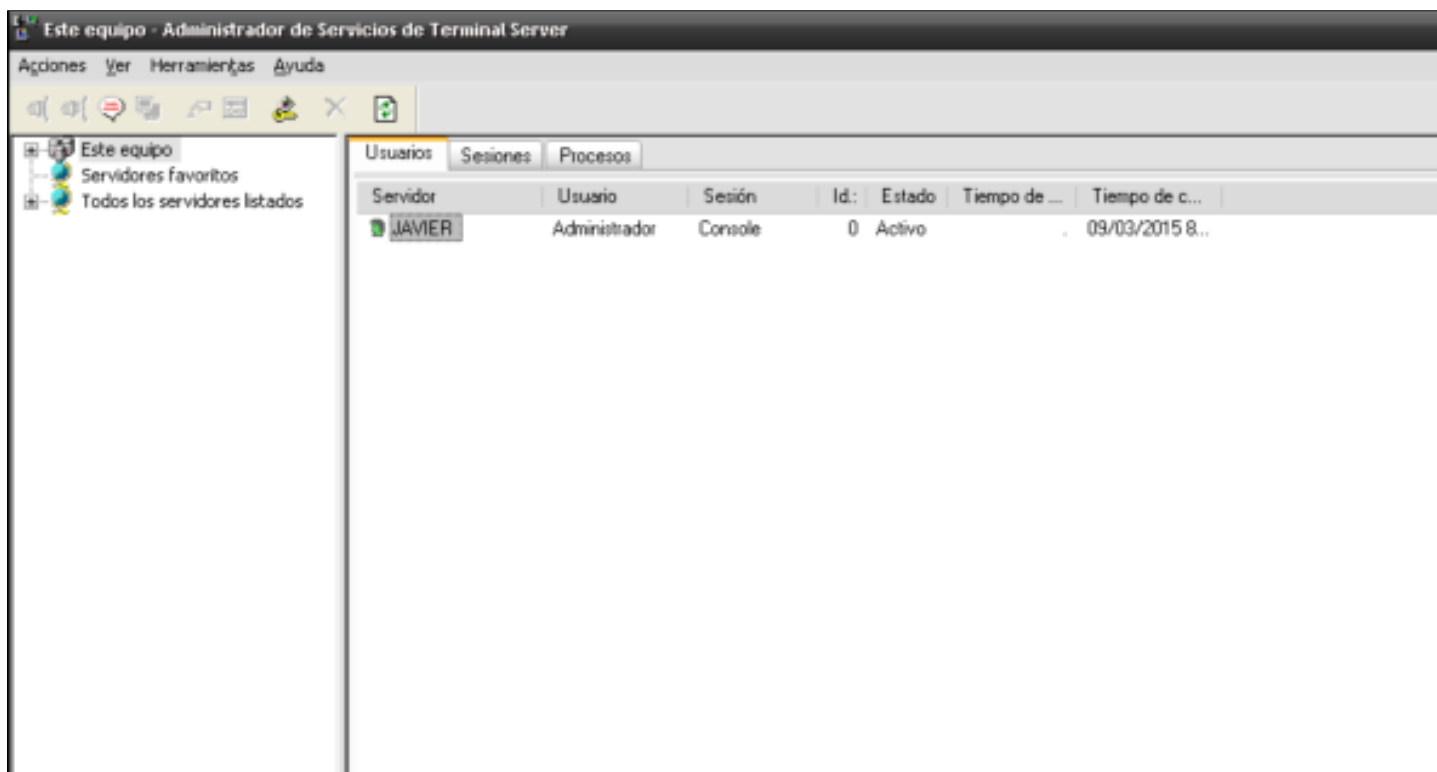 Este equipo - Administrador de Servicios de Terminal Server
Acciones Ver Herramientas Ayuda
Este equipo
Servidores favoritos
Todos los servidores listados
Usuarios Sesiones Procesos
Servidor Usuario Sesión Id.: Estado Tiempo de ... Tiempo de c...
JAVIER Administrador Console 0 Activo . 09/03/2015 8...